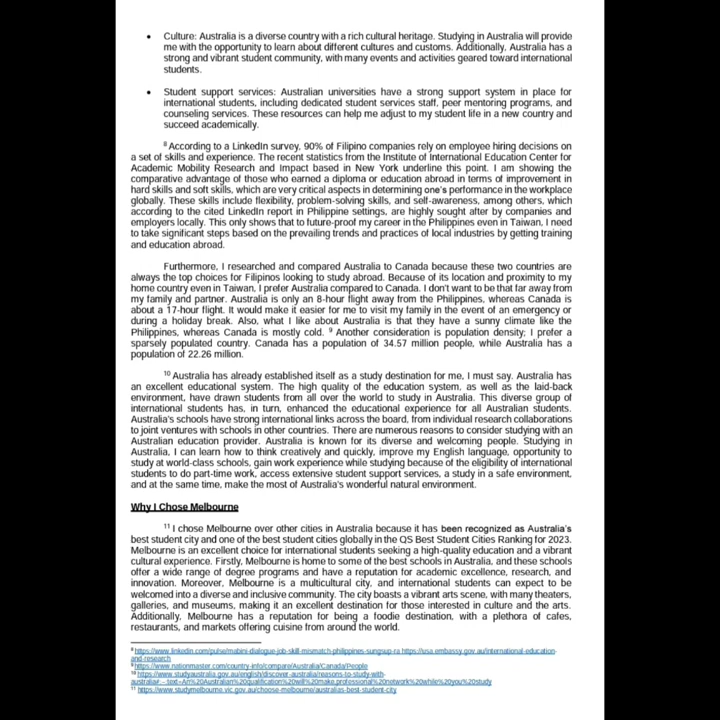 • Culture: Australia is a diverse country with a rich cultural heritage. Studying in Australia will provide
me with the opportunity to learn about different cultures and customs. Additionally, Australia has a
strong and vibrant student community, with many events and activities geared toward international
students.
• Student support services: Australian universities have a strong support system in place for
international students, including dedicated student services staff, peer mentoring programs, and
counseling services. These resources can help me adjust to my student life in a new country and
succeed academically.
8 According to a LinkedIn survey, 90% of Filipino companies rely on employee hiring decisions on
a set of skills and experience. The recent statistics from the Institute of International Education Center for
Academic Mobility Research and Impact based in New York underline this point. I am showing the
comparative advantage of those who earned a diploma or education abroad in terms of improvement in
hard skills and soft skills, which are very critical aspects in determining one's performance in the workplace
globally. These skills include flexibility, problem-solving skills, and self-awareness, among others, which
according to the cited LinkedIn report in Philippine settings, are highly sought after by companies and
employers locally. This only shows that to future-proof my career in the Philippines even in Taiwan, I need
to take significant steps based on the prevailing trends and practices of local industries by getting training
and education abroad.
Furthermore, I researched and compared Australia to Canada because these two countries are
always the top choices for Filipinos looking to study abroad. Because of its location and proximity to my
home country even in Taiwan, I prefer Australia compared to Canada. I don't want to be that far away from
my family and partner. Australia is only an 8-hour flight away from the Philippines, whereas Canada is
about a 17-hour flight. It would make it easier for me to visit my family in the event of an emergency or
during a holiday break. Also, what I like about Australia is that they have a sunny climate like the
Philippines, whereas Canada is mostly cold. 9 Another consideration is population density; I prefer a
sparsely populated country. Canada has a population of 34.57 million people, while Australia has a
population of 22.26 million.
10 Australia has already established itself as a study destination for me, I must say. Australia has
an excellent educational system. The high quality of the education system, as well as the laid-back
environment, have drawn students from all over the world to study in Australia. This diverse group of
international students has, in turn, enhanced the educational experience for all Australian students.
Australia's schools have strong international links across the board, from individual research collaborations
to joint ventures with schools in other countries. There are numerous reasons to consider studying with an
Australian education provider. Australia is known for its diverse and welcoming people. Studying in
Australia, I can learn how to think creatively and quickly, improve my English language, opportunity to
study at world-class schools, gain work experience while studying because of the eligibility of international
students to do part-time work, access extensive student support services, a study in a safe environment,
and at the same time, make the most of Australia's wonderful natural environment.
Why I Chose Melbourne
11 I chose Melbourne over other cities in Australia because it has been recognized as Australia's
best student city and one of the best student cities globally in the QS Best Student Cities Ranking for 2023.
Melbourne is an excellent choice for international students seeking a high-quality education and a vibrant
cultural experience. Firstly, Melbourne is home to some of the best schools in Australia, and these schools
offer a wide range of degree programs and have a reputation for academic excellence, research, and
innovation. Moreover, Melbourne is a multicultural city, and international students can expect to be
welcomed into a diverse and inclusive community. The city boasts a vibrant arts scene, with many theaters,
galleries, and museums, making it an excellent destination for those interested in culture and the arts.
Additionally, Melbourne has a reputation for being a foodie destination, with a plethora of cafes,
restaurants, and markets offering cuisine from around the world.
8 https://www.linkedin.com/pulse/mabini-dialogue-job-skill-mismatch-philippines-sungsup-ra https://usa.embassy.gov.au/international-education-
and-research
9 https://www.nationmaster.com/country-info/compare/Australia/Canada/People
10 https://www.studyaustralia.gov.au/english/discover-australia/reasons-to-study-with-
australia#:~:text=An%20Australian%20qualification%20will%20make,professional%20network%20while%20you%20study
11 https://www.studymelbourne.vic.gov.au/choose-melbourne/australias-best-student-city